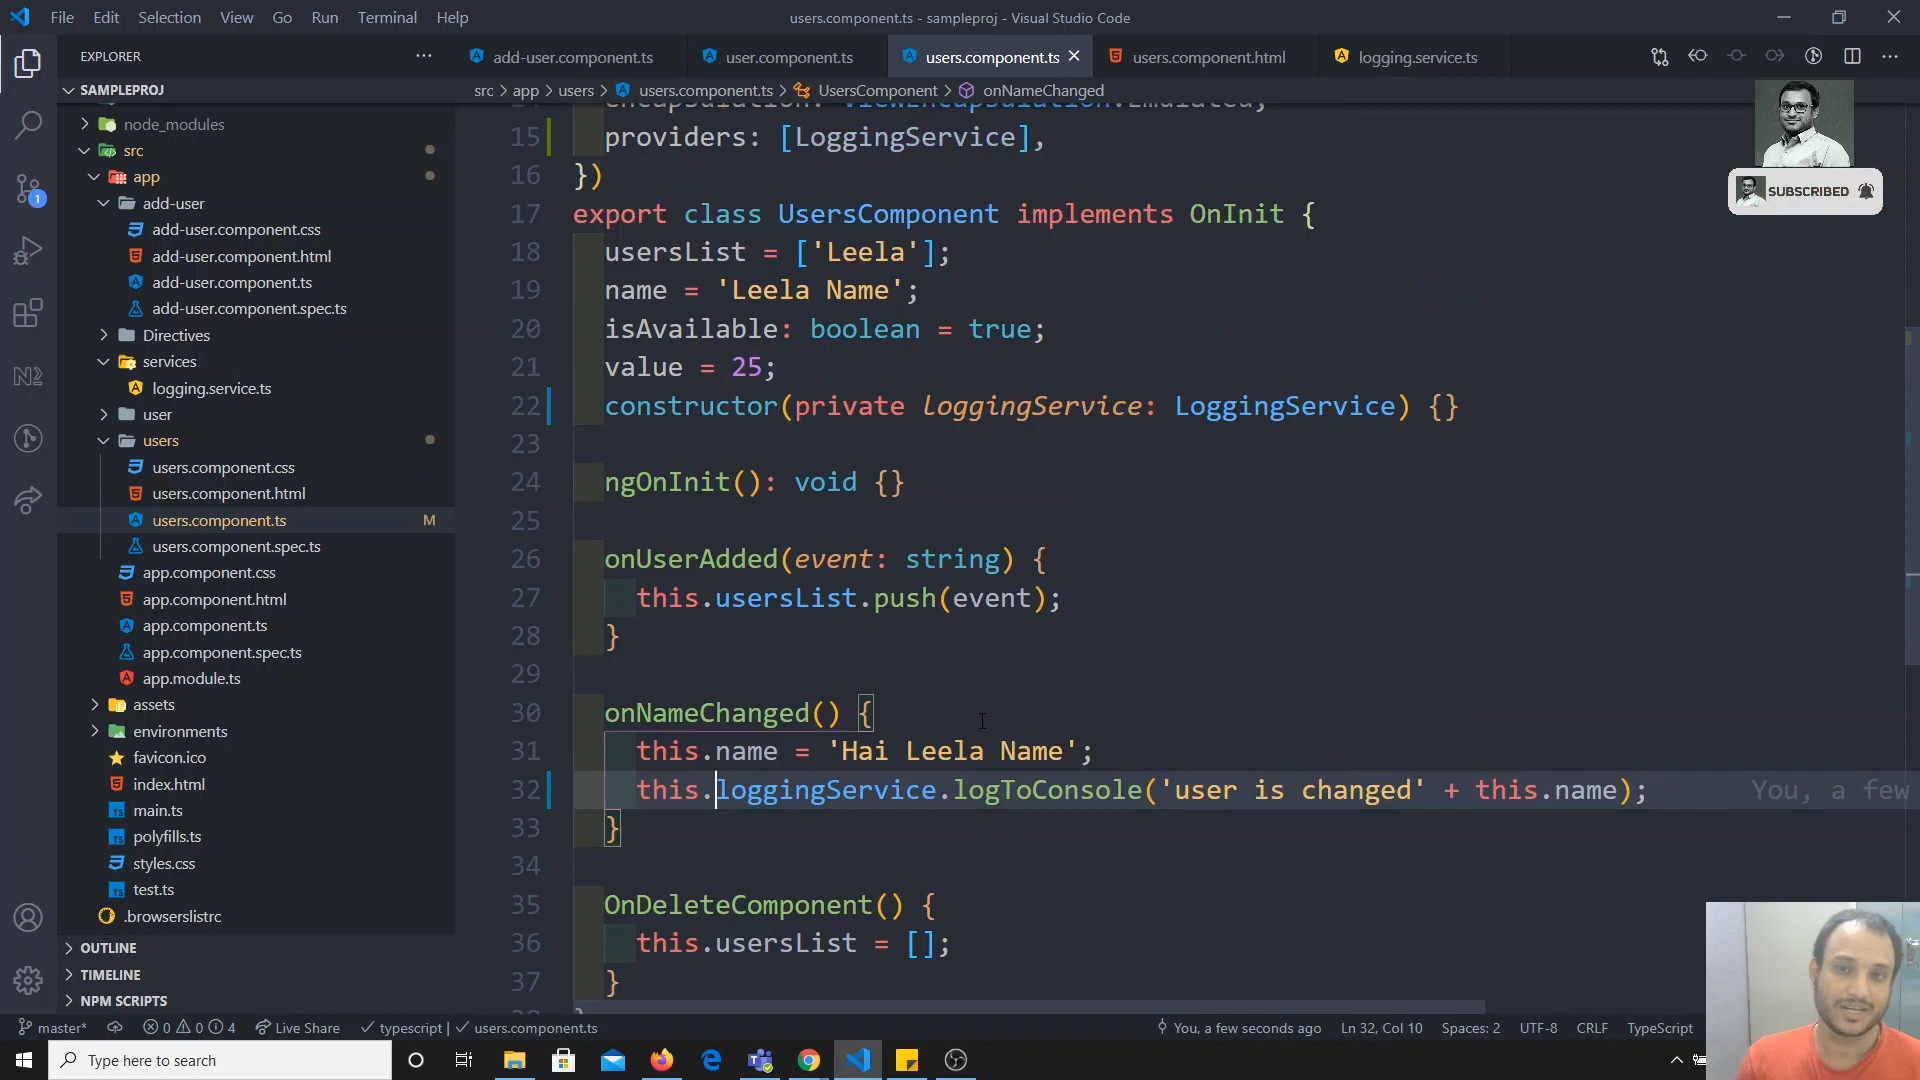 File Edit Selection View Go Run Terminal Help
users.component.ts - sampleproj - Visual Studio Code
EXPLORER
add-user.component.ts
user.component.ts
users.component.ts
users.component.html
logging.service.ts
SAMPLEPROJ
src > app > users > users.component.ts > UsersComponent > onNameChanged
node_modules
src
app
add-user
add-user.component.css
add-user.component.html
add-user.component.ts
add-user.component.spec.ts
Directives
services
logging.service.ts
user
users
users.component.css
users.component.html
users.component.ts M
users.component.spec.ts
app.component.css
app.component.html
app.component.ts
app.component.spec.ts
app.module.ts
assets
environments
favicon.ico
index.html
main.ts
polyfills.ts
styles.css
test.ts
.browserslistrc
OUTLINE
TIMELINE
NPM SCRIPTS
1
14 encapsulation: ViewEncapsulation.Emulated,
15 providers: [LoggingService],
16 })
17 export class UsersComponent implements OnInit {
18 usersList = ['Leela'];
19 name = 'Leela Name';
20 isAvailable: boolean = true;
21 value = 25;
22 constructor(private loggingService: LoggingService) {}
23
24 ngOnInit(): void {}
25
26 onUserAdded(event: string) {
27 this.usersList.push(event);
28 }
29
30 onNameChanged() {
31 this.name = 'Hai Leela Name';
32 this.loggingService.logToConsole('user is changed' + this.name); You, a few
33 }
34
35 OnDeleteComponent() {
36 this.usersList = [];
37 }
SUBSCRIBED
master* 0 0 4 Live Share typescript | users.component.ts You, a few seconds ago Ln 32, Col 10 Spaces: 2 UTF-8 CRLF TypeScript
Type here to search